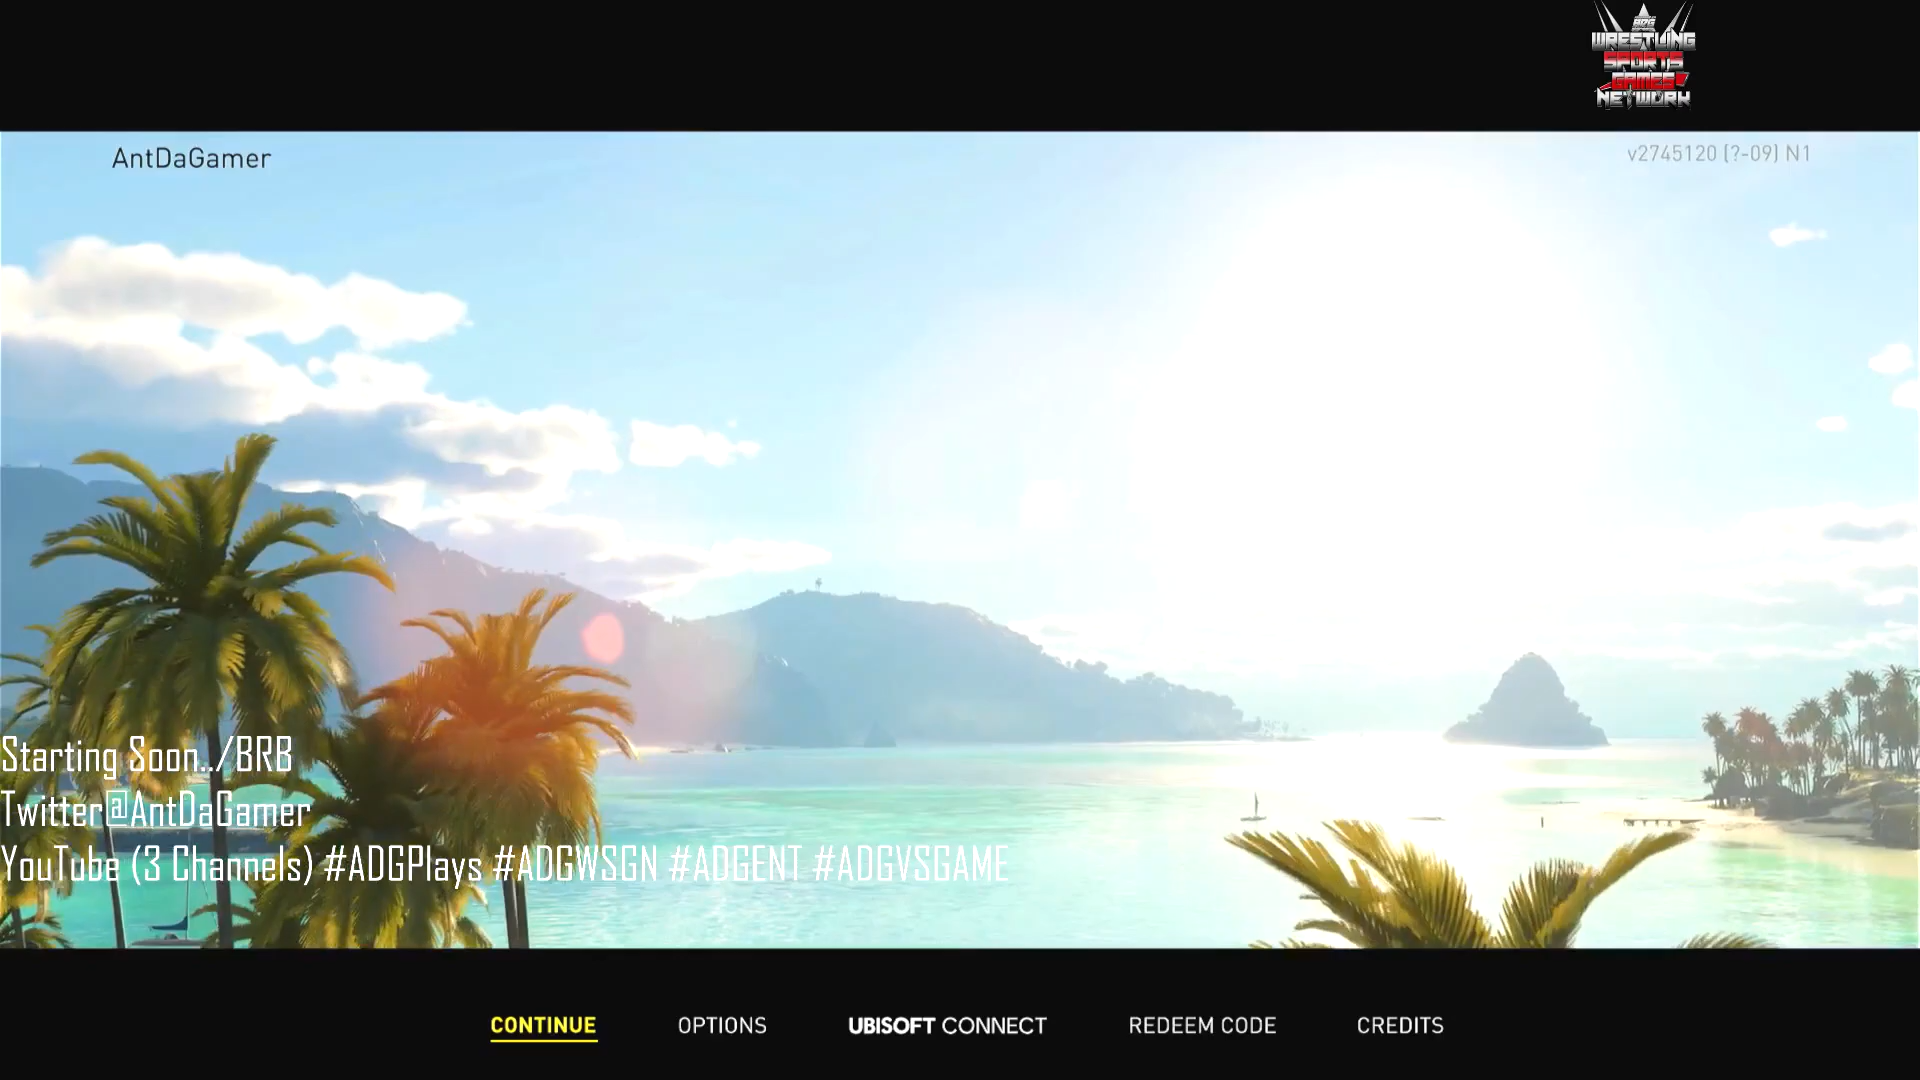 ADG
WRESTLING
SPORTS
GAMES
NETWORK
AntDaGamer
v2745120 (?-09) N1
Starting Soon../BRB
Twitter@AntDaGamer
YouTube (3 Channels) #ADGPlays #ADGWSGN #ADGENT #ADGVSGAME
CONTINUE
OPTIONS
UBISOFT CONNECT
REDEEM CODE
CREDITS